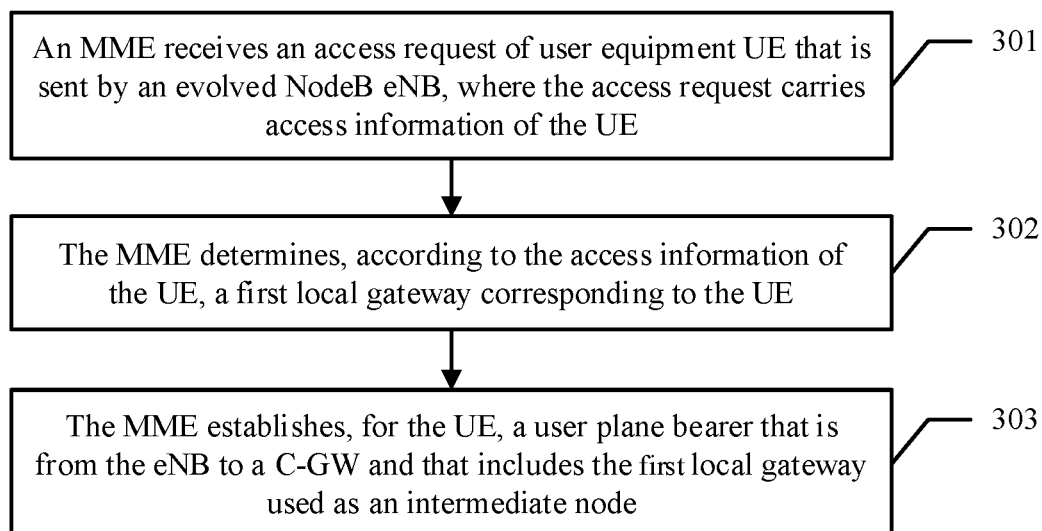 An MME receives an access request of user equipment UE that is
sent by an evolved NodeB eNB, where the access request carries
access information of the UE
301
The MME determines, according to the access information of
the UE, a first local gateway corresponding to the UE
302
The MME establishes, for the UE, a user plane bearer that is
from the eNB to a C-GW and that includes the first local gateway
used as an intermediate node
303